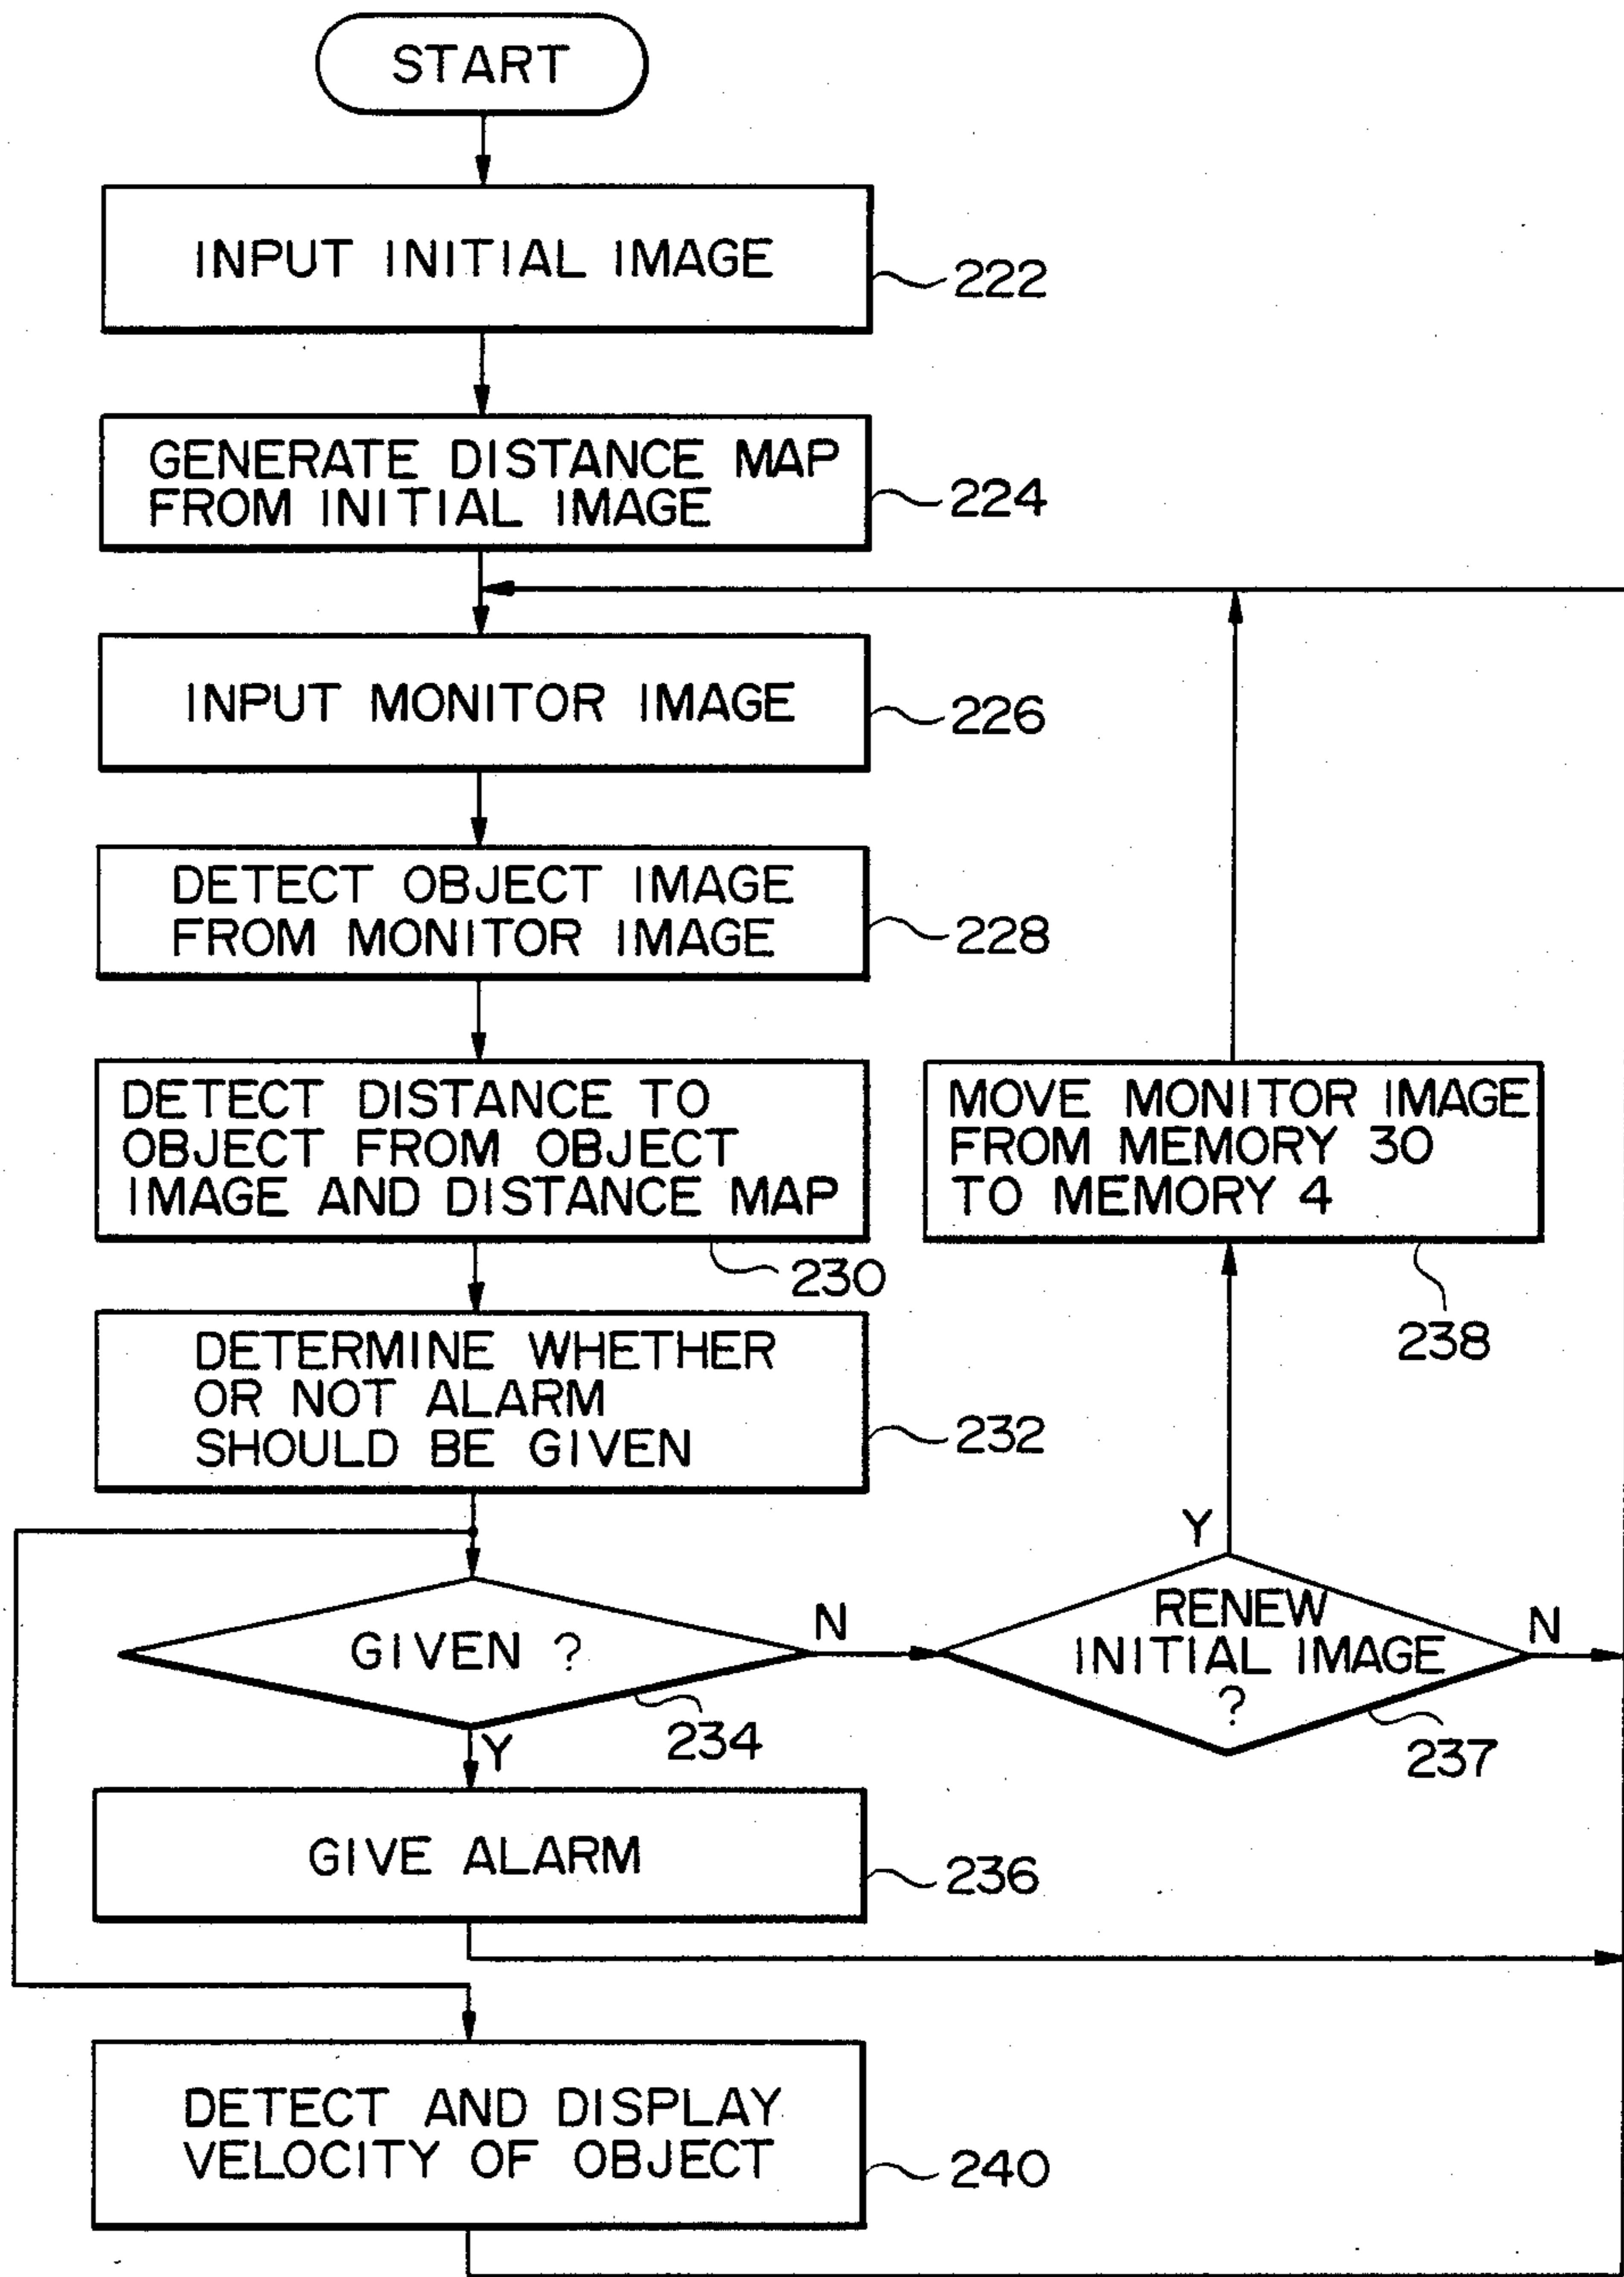 START
INPUT INITIAL IMAGE
222
GENERATE DISTANCE MAP
FROM INITIAL IMAGE
224
INPUT MONITOR IMAGE
226
DETECT OBJECT IMAGE
FROM MONITOR IMAGE
228
DETECT DISTANCE TO
OBJECT FROM OBJECT
IMAGE AND DISTANCE MAP
230
MOVE MONITOR IMAGE
FROM MEMORY 30
TO MEMORY 4
238
DETERMINE WHETHER
OR NOT ALARM
SHOULD BE GIVEN
232
GIVEN ?
N
Y
234
RENEW
INITIAL IMAGE
?
Y
N
237
GIVE ALARM
236
DETECT AND DISPLAY
VELOCITY OF OBJECT
240